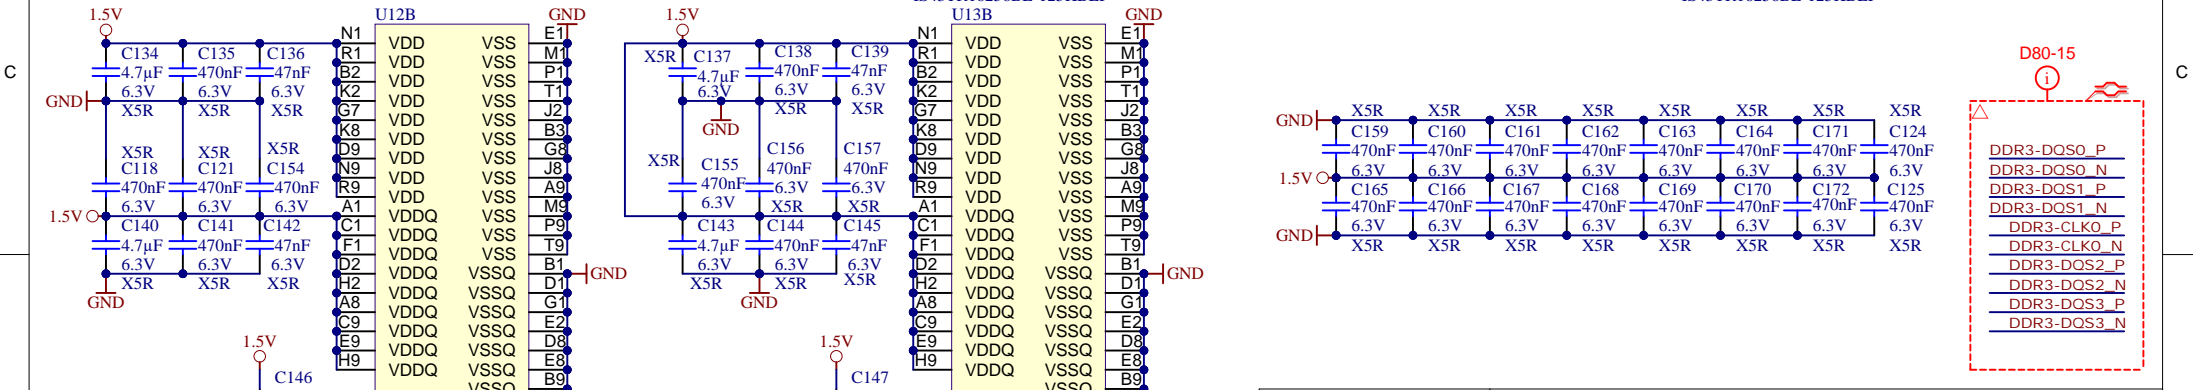 1.5V
U12B
GND
1.5V
U13B
GND
C
C
D80-15
i
C134
4.7µF
6.3V
X5R
C135
470nF
6.3V
X5R
C136
47nF
6.3V
X5R
GND
X5R
C118
470nF
6.3V
X5R
C121
470nF
6.3V
X5R
C154
470nF
6.3V
1.5V
C140
4.7µF
6.3V
X5R
C141
470nF
6.3V
X5R
C142
47nF
6.3V
X5R
GND
1.5V
C146
N1 VDD VSS E1
R1 VDD VSS M1
B2 VDD VSS P1
K2 VDD VSS T1
G7 VDD VSS J2
K8 VDD VSS B3
D9 VDD VSS G8
N9 VDD VSS J8
R9 VDD VSS A9
A1 VDDQ VSS M9
C1 VDDQ VSS P9
F1 VDDQ VSS T9
D2 VDDQ VSSQ B1 GND
H2 VDDQ VSSQ D1
A8 VDDQ VSSQ G1
C9 VDDQ VSSQ E2
E9 VDDQ VSSQ D8
H9 VDDQ VSSQ E8
VSSQ B9
X5R
C137
4.7µF
6.3V
C138
470nF
6.3V
X5R
C139
47nF
6.3V
X5R
GND
X5R
C155
470nF
6.3V
C156
470nF
6.3V
X5R
C157
470nF
6.3V
X5R
C143
4.7µF
6.3V
X5R
C144
470nF
6.3V
X5R
C145
47nF
6.3V
X5R
GND
1.5V
C147
N1 VDD VSS E1
R1 VDD VSS M1
B2 VDD VSS P1
K2 VDD VSS T1
G7 VDD VSS J2
K8 VDD VSS B3
D9 VDD VSS G8
N9 VDD VSS J8
R9 VDD VSS A9
A1 VDDQ VSS M9
C1 VDDQ VSS P9
F1 VDDQ VSS T9
D2 VDDQ VSSQ B1 GND
H2 VDDQ VSSQ D1
A8 VDDQ VSSQ G1
C9 VDDQ VSSQ E2
E9 VDDQ VSSQ D8
H9 VDDQ VSSQ E8
VSSQ B9
X5R X5R X5R X5R X5R X5R X5R X5R
GND
C159 C160 C161 C162 C163 C164 C171 C124
470nF 470nF 470nF 470nF 470nF 470nF 470nF 470nF
6.3V 6.3V 6.3V 6.3V 6.3V 6.3V 6.3V 6.3V
1.5V
C165 C166 C167 C168 C169 C170 C172 C125
470nF 470nF 470nF 470nF 470nF 470nF 470nF 470nF
6.3V 6.3V 6.3V 6.3V 6.3V 6.3V 6.3V 6.3V
GND
X5R X5R X5R X5R X5R X5R X5R X5R
DDR3-DQS0_P
DDR3-DQS0_N
DDR3-DQS1_P
DDR3-DQS1_N
DDR3-CLK0_P
DDR3-CLK0_N
DDR3-DQS2_P
DDR3-DQS2_N
DDR3-DQS3_P
DDR3-DQS3_N